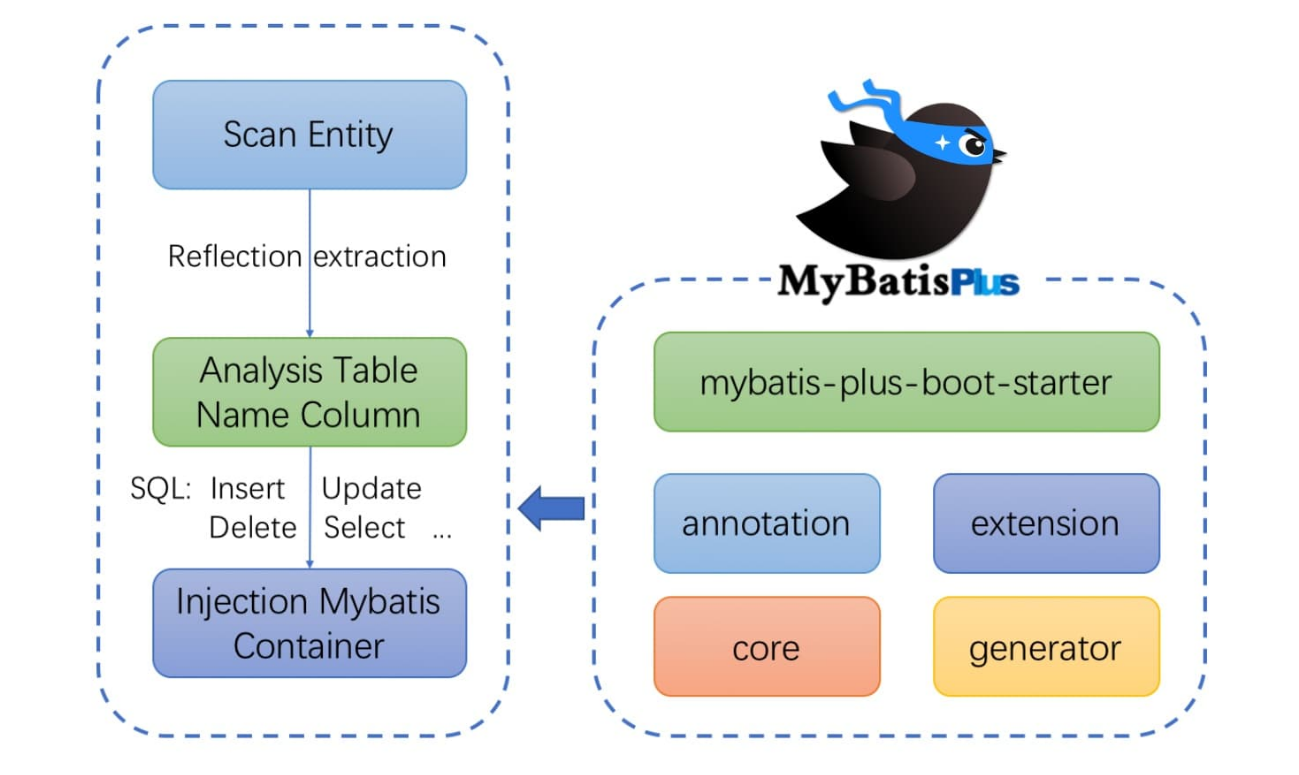 Scan Entity
Reflection extraction
Analysis Table
Name Column
SQL: Insert Update
Delete Select ...
Injection Mybatis
Container
MyBatisPlus
mybatis-plus-boot-starter
annotation
extension
core
generator